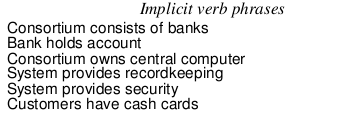 Implicit verb phrases
Consortium consists of banks
Bank holds account
Consortium owns central computer
System provides recordkeeping
System provides security
Customers have cash cards